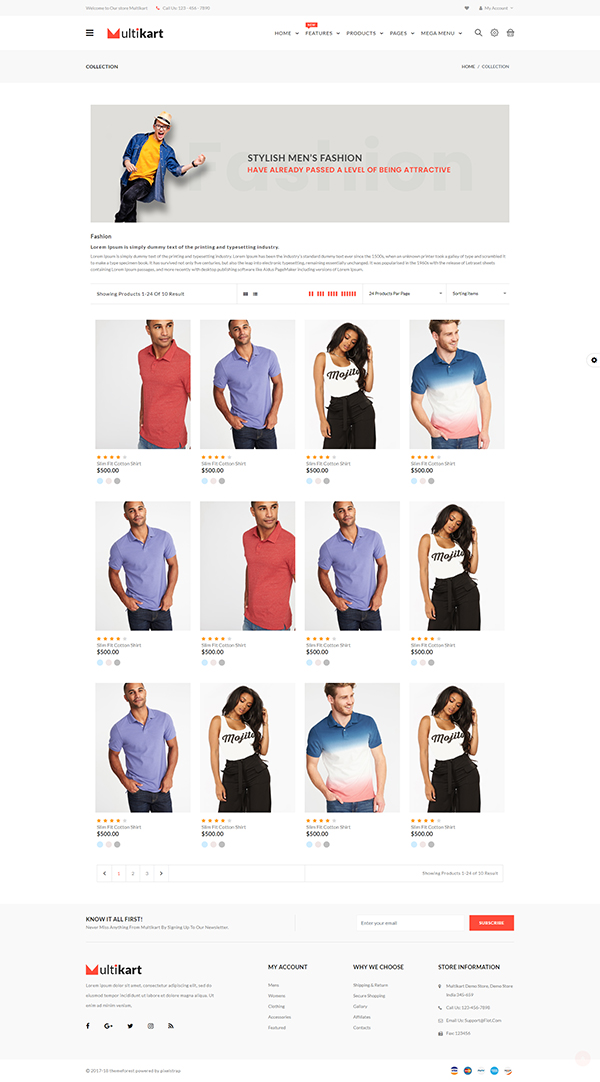 Welcome to Our store Multikart
Call Us: 123 - 456 - 7890
My Account
Multikart
HOME
NEW
FEATURES
PRODUCTS
PAGES
MEGA MENU
COLLECTION
HOME / COLLECTION
Fashion
STYLISH MEN'S FASHION
HAVE ALREADY PASSED A LEVEL OF BEING ATTRACTIVE
Fashion
Lorem Ipsum is simply dummy text of the printing and typesetting industry.
Lorem Ipsum is simply dummy text of the printing and typesetting industry. Lorem Ipsum has been the industry's standard dummy text ever since the 1500s, when an unknown printer took a galley of type and scrambled it
to make a type specimen book. It has survived not only five centuries, but also the leap into electronic typesetting, remaining essentially unchanged. It was popularised in the 1960s with the release of Letraset sheets
containing Lorem Ipsum passages, and more recently with desktop publishing software like Aldus PageMaker including versions of Lorem Ipsum.
Showing Products 1-24 Of 10 Result
24 Products Per Page
Sorting Items
Mojito
Slim Fit Cotton Shirt
$500.00
Slim Fit Cotton Shirt
$500.00
Slim Fit Cotton Shirt
$500.00
Slim Fit Cotton Shirt
$500.00
Mojito
Slim Fit Cotton Shirt
$500.00
Slim Fit Cotton Shirt
$500.00
Slim Fit Cotton Shirt
$500.00
Slim Fit Cotton Shirt
$500.00
Mojito
Mojito
Slim Fit Cotton Shirt
$500.00
Slim Fit Cotton Shirt
$500.00
Slim Fit Cotton Shirt
$500.00
Slim Fit Cotton Shirt
$500.00
1 2 3
Showing Products 1-24 of 10 Result
KNOW IT ALL FIRST!
Never Miss Anything From Multikart By Signing Up To Our Newsletter.
Enter your email
SUBSCRIBE
Multikart
Lorem ipsum dolor sit amet, consectetur adipiscing elit, sed do
eiusmod tempor incididunt ut labore et dolore magna aliqua. Ut
enim ad minim veniam,
MY ACCOUNT
Mens
Womens
Clothing
Accessories
Featured
WHY WE CHOOSE
Shipping & Return
Secure Shopping
Gallary
Affiliates
Contacts
STORE INFORMATION
Multikart Demo Store, Demo Store
India 345-659
Call Us: 123-456-7898
Email Us: Support@Fiot.Com
Fax: 123456
© 2017-18 themeforest powered by pixelstrap